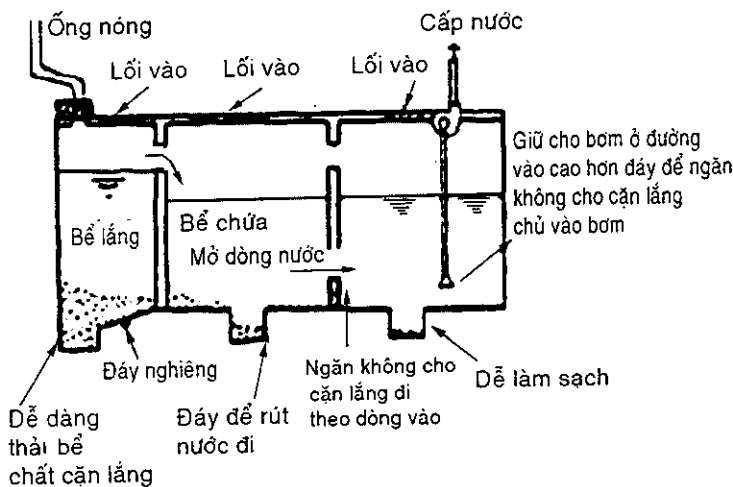 Ống nóng
Cấp nước
Lối vào
Lối vào
Lối vào
Giữ cho bơm ở đường
vào cao hơn đáy để ngăn
không cho cặn lắng
chủ vào bơm
Bể lắng
Bể chứa
Mở dòng nước
Đáy nghiêng
Ngăn không cho
cặn lắng đi
theo dòng vào
Dễ làm sạch
Dễ dàng
thải bể
chất cặn lắng
Đáy để rút
nước đi